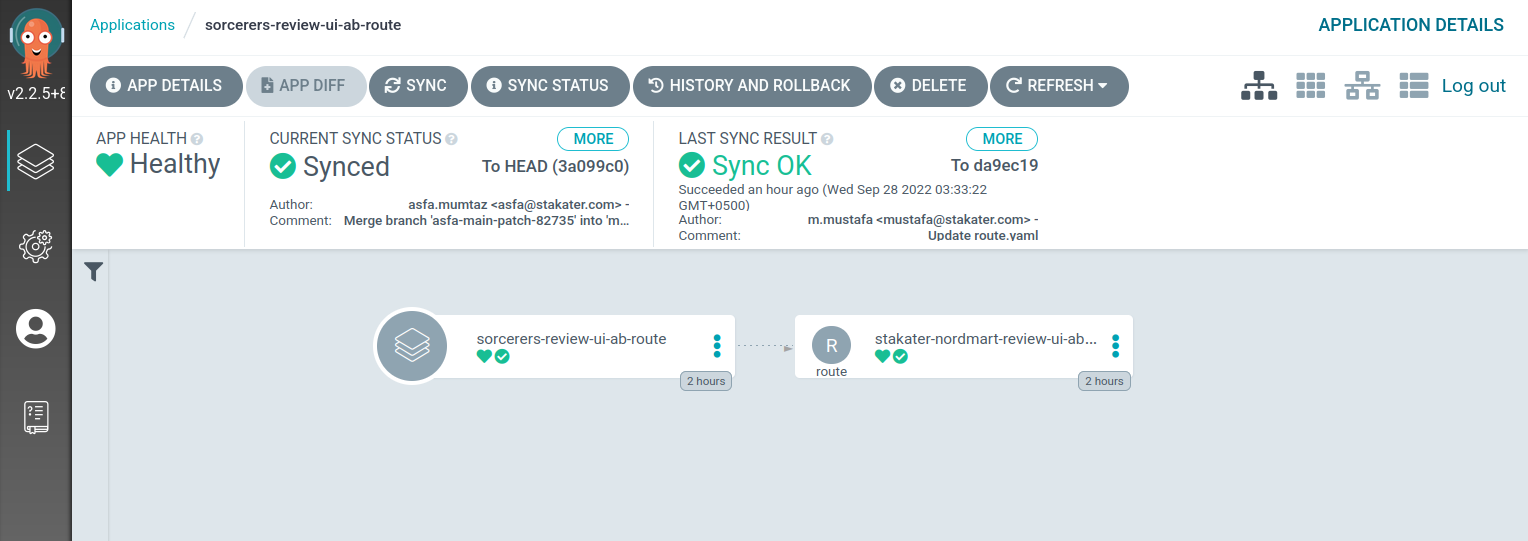 Applications / sorcerers-review-ui-ab-route
APPLICATION DETAILS
v2.2.5+8
APP DETAILS
APP DIFF
SYNC
SYNC STATUS
HISTORY AND ROLLBACK
DELETE
REFRESH
Log out
APP HEALTH
Healthy
CURRENT SYNC STATUS
MORE
Synced
To HEAD (3a099c0)
Author: asfa.mumtaz <asfa@stakater.com> -
Comment: Merge branch 'asfa-main-patch-82735' into 'm...
LAST SYNC RESULT
MORE
Sync OK
To da9ec19
Succeeded an hour ago (Wed Sep 28 2022 03:33:22
GMT+0500)
Author: m.mustafa <mustafa@stakater.com> -
Comment: Update route.yaml
sorcerers-review-ui-ab-route
2 hours
R
route
stakater-nordmart-review-ui-ab...
2 hours